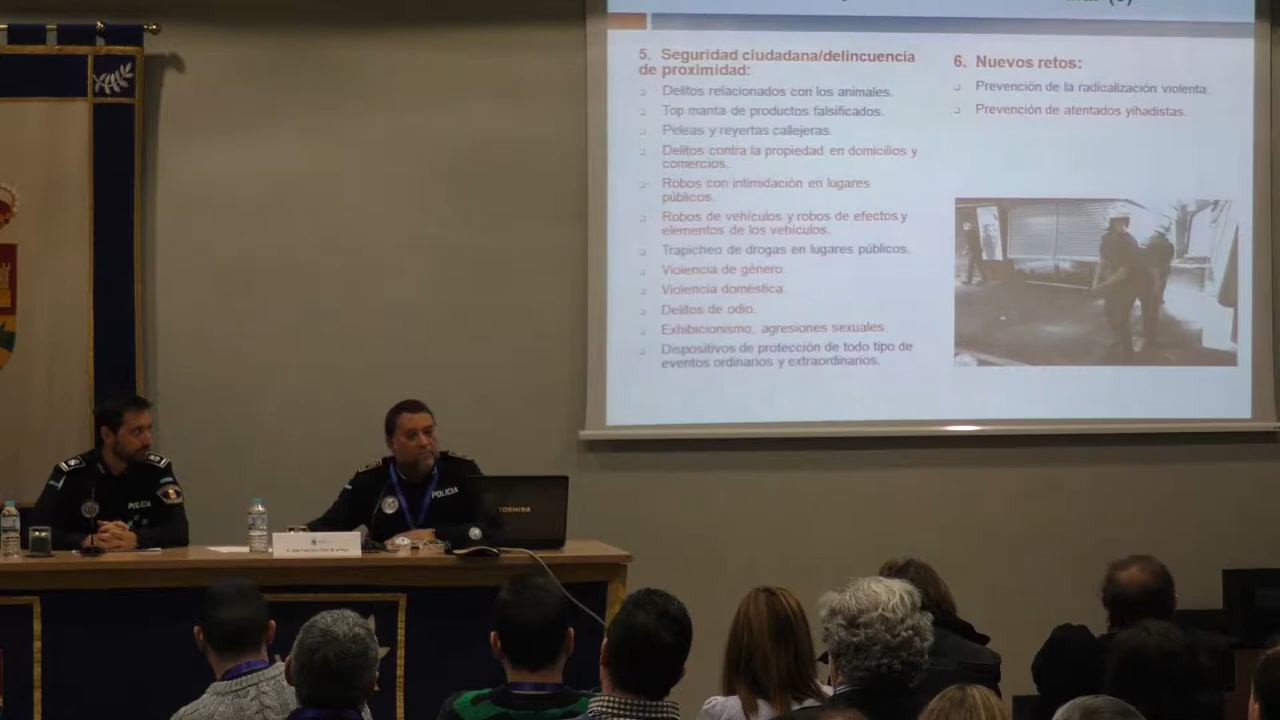 5. Seguridad ciudadana/delincuencia
de proximidad:
Delitos relacionados con los animales.
Top manta de productos falsificados.
Peleas y reyertas callejeras.
Delitos contra la propiedad en domicilios y
comercios.
Robos con intimidación en lugares
públicos.
Robos de vehículos y robos de efectos y
elementos de los vehículos.
Trapicheo de drogas en lugares públicos.
Violencia de género.
Violencia doméstica.
Delitos de odio.
Exhibicionismo, agresiones sexuales.
Dispositivos de protección de todo tipo de
eventos ordinarios y extraordinarios.
6. Nuevos retos:
Prevención de la radicalización violenta.
Prevención de atentados yihadistas.
POLICIA
POLICIA
TOSHIBA